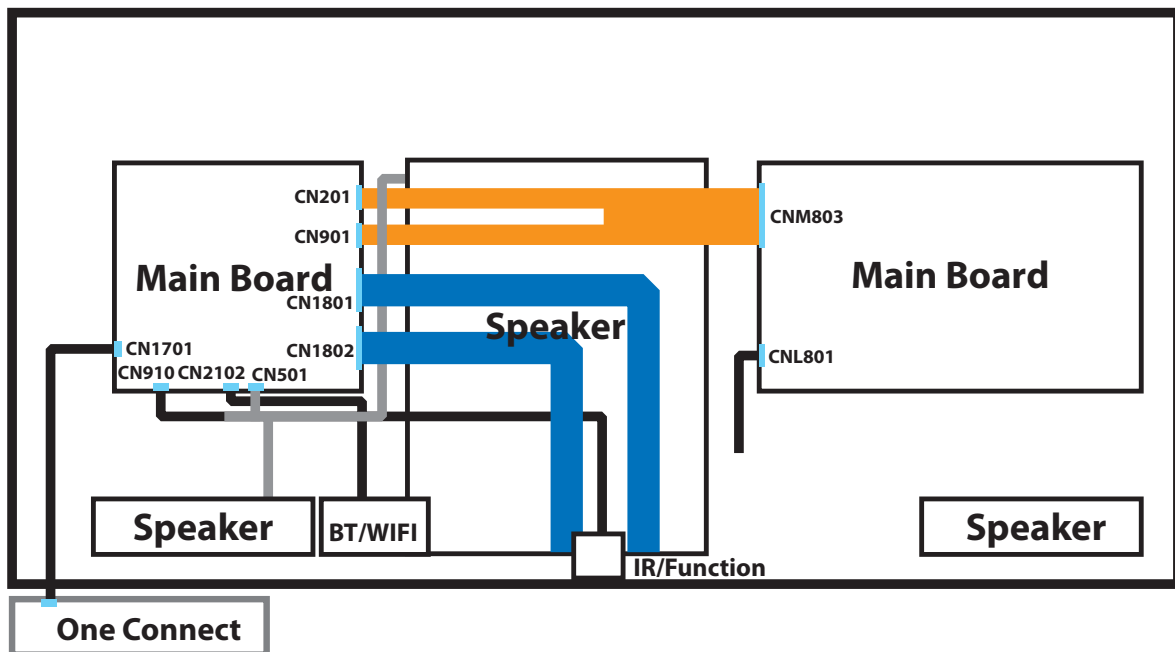 CN201
CNM803
CN901
Main Board
Main Board
CN1801
Speaker
CN1701
CN1802
CNL801
CN910
CN2102
CN501
Speaker
BT/WIFI
Speaker
IR/Function
One Connect